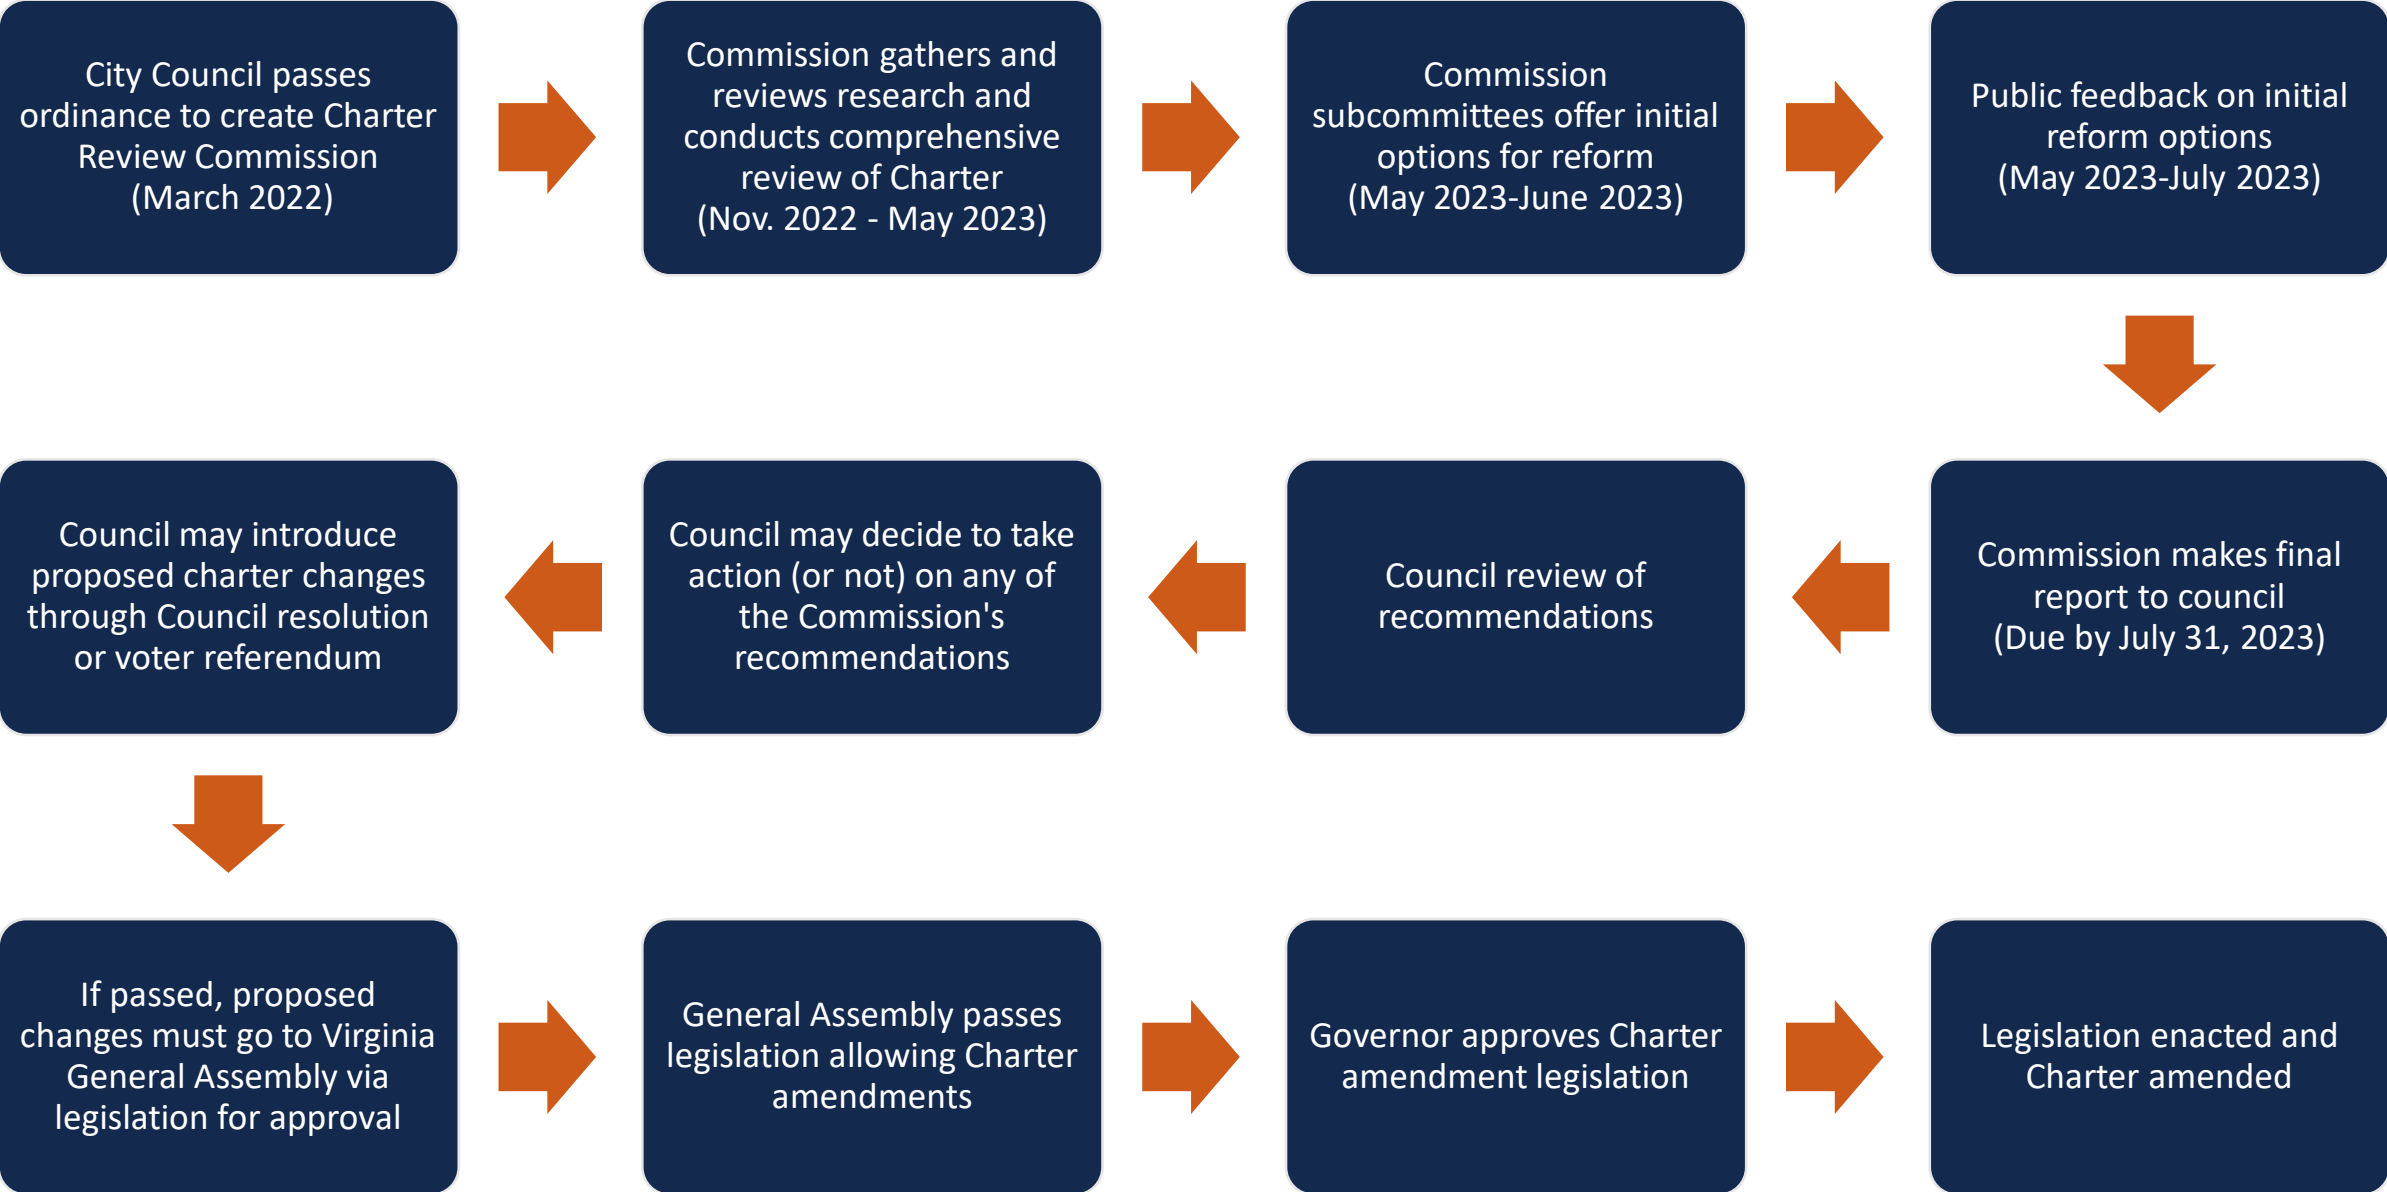 City Council passes
ordinance to create Charter
Review Commission
(March 2022)
Commission gathers and
reviews research and
conducts comprehensive
review of Charter
(Nov. 2022 - May 2023)
Commission
subcommittees offer initial
options for reform
(May 2023-June 2023)
Public feedback on initial
reform options
(May 2023-July 2023)
Commission makes final
report to council
(Due by July 31, 2023)
Council review of
recommendations
Council may decide to take
action (or not) on any of
the Commission's
recommendations
Council may introduce
proposed charter changes
through Council resolution
or voter referendum
If passed, proposed
changes must go to Virginia
General Assembly via
legislation for approval
General Assembly passes
legislation allowing Charter
amendments
Governor approves Charter
amendment legislation
Legislation enacted and
Charter amended